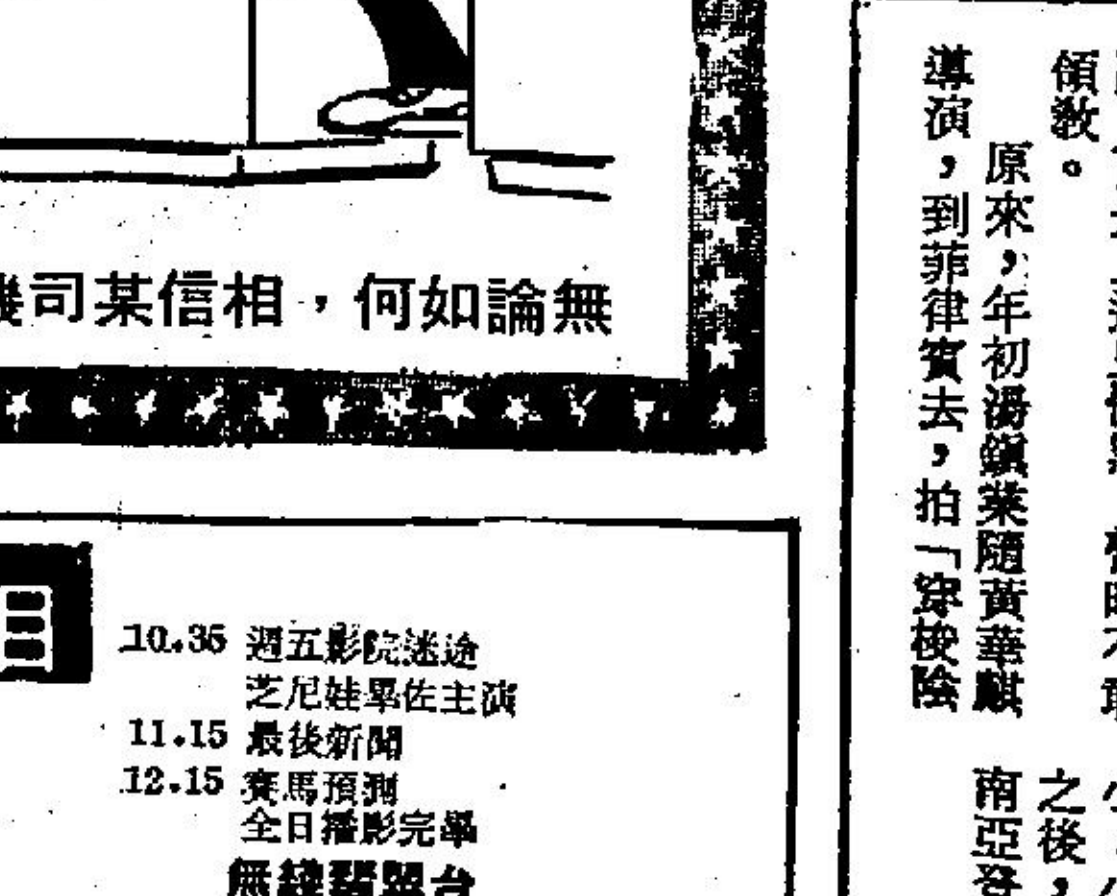 無論如何，相信某司
領教。
原來，年初湯鎮業隨黃華麒
導演，到菲律賓去，拍「穿梭陰
之後，
南亞
目
10.35 週五影院迷途
芝尼娃畢佐主演
11.15 最後新聞
12.15 賽馬預測
全日播影完畢
無綫翡翠台